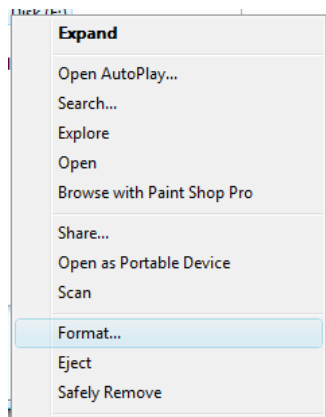 Disk (F:)
Expand
Open AutoPlay...
Search...
Explore
Open
Browse with Paint Shop Pro
Share...
Open as Portable Device
Scan
Format...
Eject
Safely Remove